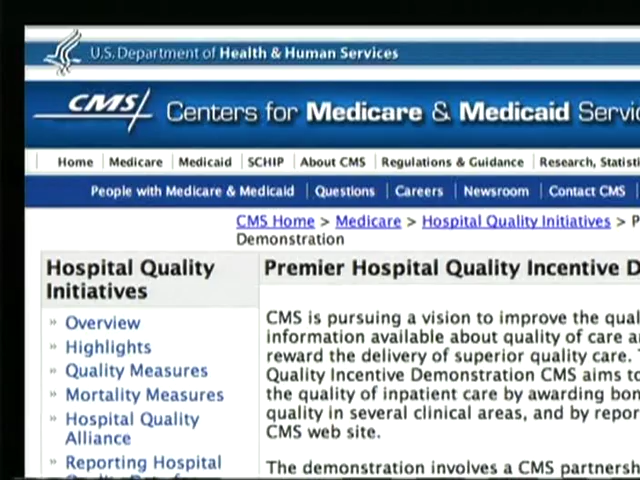 U.S. Department of Health & Human Services
CMS/ Centers for Medicare & Medicaid Servi
Home Medicare Medicaid SCHIP About CMS Regulations & Guidance Research, Statisti
People with Medicare & Medicaid Questions Careers Newsroom Contact CMS
CMS Home > Medicare > Hospital Quality Initiatives > P
Demonstration
Hospital Quality
Initiatives
» Overview
» Highlights
» Quality Measures
» Mortality Measures
» Hospital Quality
Alliance
» Reporting Hospital
Premier Hospital Quality Incentive D
CMS is pursuing a vision to improve the qual
information available about quality of care a
reward the delivery of superior quality care.
Quality Incentive Demonstration CMS aims to
the quality of inpatient care by awarding bon
quality in several clinical areas, and by repor
CMS web site.
The demonstration involves a CMS partnersh